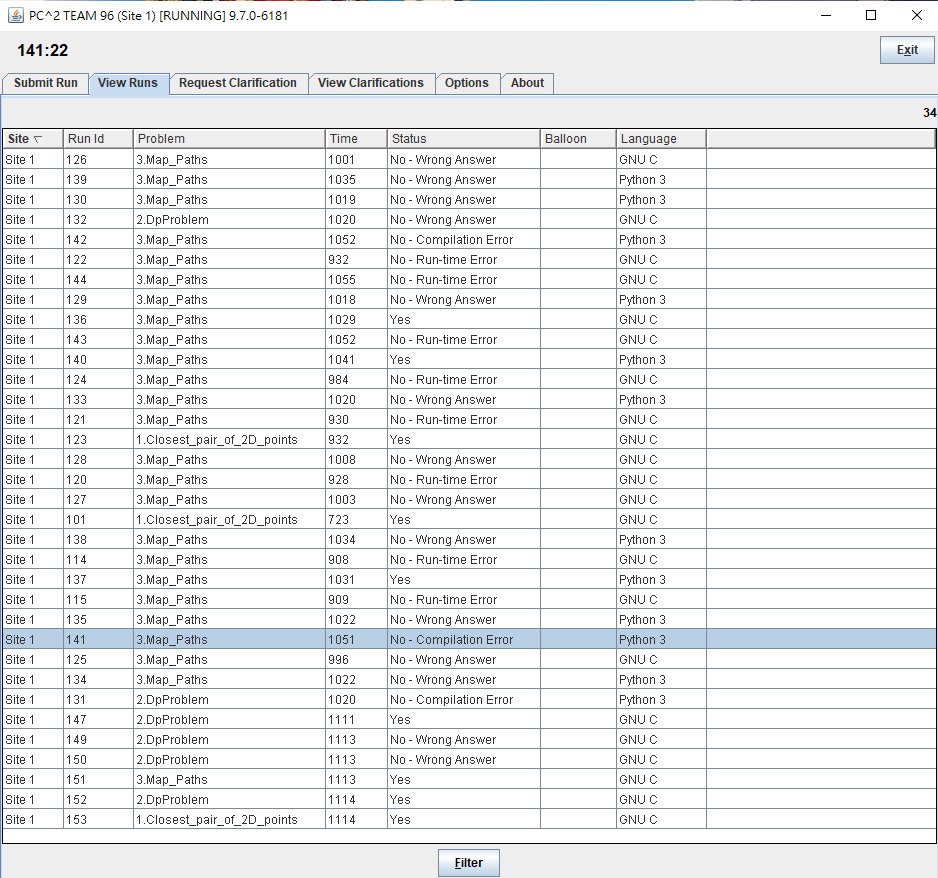 PC^2 TEAM 96 (Site 1) [RUNNING] 9.7.0-6181
141:22 Exit
Submit Run View Runs Request Clarification View Clarifications Options About
34
Site Run Id Problem Time Status Balloon Language
Site 1 126 3.Map_Paths 1001 No - Wrong Answer GNU C
Site 1 139 3.Map_Paths 1035 No - Wrong Answer Python 3
Site 1 130 3.Map_Paths 1019 No - Wrong Answer Python 3
Site 1 132 2.DpProblem 1020 No - Wrong Answer GNU C
Site 1 142 3.Map_Paths 1052 No - Compilation Error Python 3
Site 1 122 3.Map_Paths 932 No - Run-time Error GNU C
Site 1 144 3.Map_Paths 1055 No - Run-time Error GNU C
Site 1 129 3.Map_Paths 1018 No - Wrong Answer Python 3
Site 1 136 3.Map_Paths 1029 Yes GNU C
Site 1 143 3.Map_Paths 1052 No - Run-time Error GNU C
Site 1 140 3.Map_Paths 1041 Yes Python 3
Site 1 124 3.Map_Paths 984 No - Run-time Error GNU C
Site 1 133 3.Map_Paths 1020 No - Wrong Answer Python 3
Site 1 121 3.Map_Paths 930 No - Run-time Error GNU C
Site 1 123 1.Closest_pair_of_2D_points 932 Yes GNU C
Site 1 128 3.Map_Paths 1008 No - Wrong Answer GNU C
Site 1 120 3.Map_Paths 928 No - Run-time Error GNU C
Site 1 127 3.Map_Paths 1003 No - Wrong Answer GNU C
Site 1 101 1.Closest_pair_of_2D_points 723 Yes GNU C
Site 1 138 3.Map_Paths 1034 No - Wrong Answer Python 3
Site 1 114 3.Map_Paths 908 No - Run-time Error GNU C
Site 1 137 3.Map_Paths 1031 Yes Python 3
Site 1 115 3.Map_Paths 909 No - Run-time Error GNU C
Site 1 135 3.Map_Paths 1022 No - Wrong Answer Python 3
Site 1 141 3.Map_Paths 1051 No - Compilation Error Python 3
Site 1 125 3.Map_Paths 996 No - Wrong Answer GNU C
Site 1 134 3.Map_Paths 1022 No - Wrong Answer Python 3
Site 1 131 2.DpProblem 1020 No - Compilation Error Python 3
Site 1 147 2.DpProblem 1111 Yes GNU C
Site 1 149 2.DpProblem 1113 No - Wrong Answer GNU C
Site 1 150 2.DpProblem 1113 No - Wrong Answer GNU C
Site 1 151 3.Map_Paths 1113 Yes GNU C
Site 1 152 2.DpProblem 1114 Yes GNU C
Site 1 153 1.Closest_pair_of_2D_points 1114 Yes GNU C
Filter